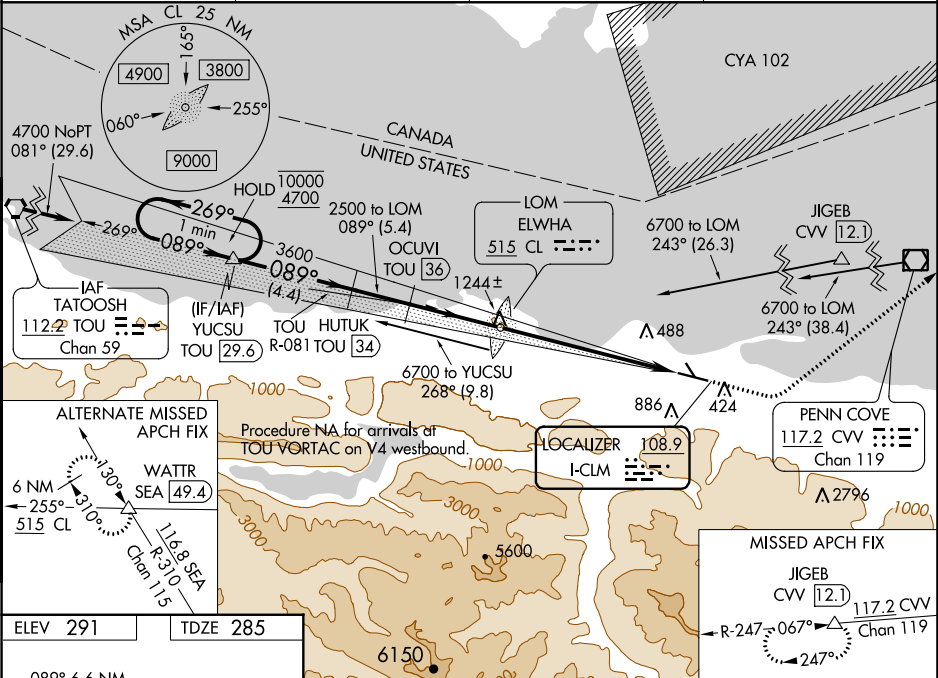 MSA CL 25 NM
165°
4900
3800
060°
255°
9000
CYA 102
CANADA
UNITED STATES
4700 NoPT
081° (29.6)
HOLD
10000
4700
269°
1 min
089°
269°
2500 to LOM
089° (5.4)
3600
089°
(4.4)
OCUVI
TOU 36
LOM
ELWHA
515 CL
1244±
6700 to LOM
243° (26.3)
JIGEB
CVV 12.1
6700 to LOM
243° (38.4)
IAF
TATOOSH
112.2 TOU
Chan 59
(IF/IAF)
YUCSU
TOU 29.6
TOU
R-081
HUTUK
TOU 34
6700 to YUCSU
268° (9.8)
488
886
424
PENN COVE
117.2 CVV
Chan 119
1000
Procedure NA for arrivals at
TOU VORTAC on V4 westbound.
LOCALIZER 108.9
I-CLM
1000
2796
1000
3000
3000
5600
6150
ALTERNATE MISSED
APCH FIX
WATTR
SEA 49.4
130°
310°
6 NM
255°
515 CL
116.8 SEA
R-310
Chan 115
MISSED APCH FIX
JIGEB
CVV 12.1
117.2 CVV
Chan 119
R-247
067°
247°
ELEV 291
TDZE 285
089° 6.6 NM